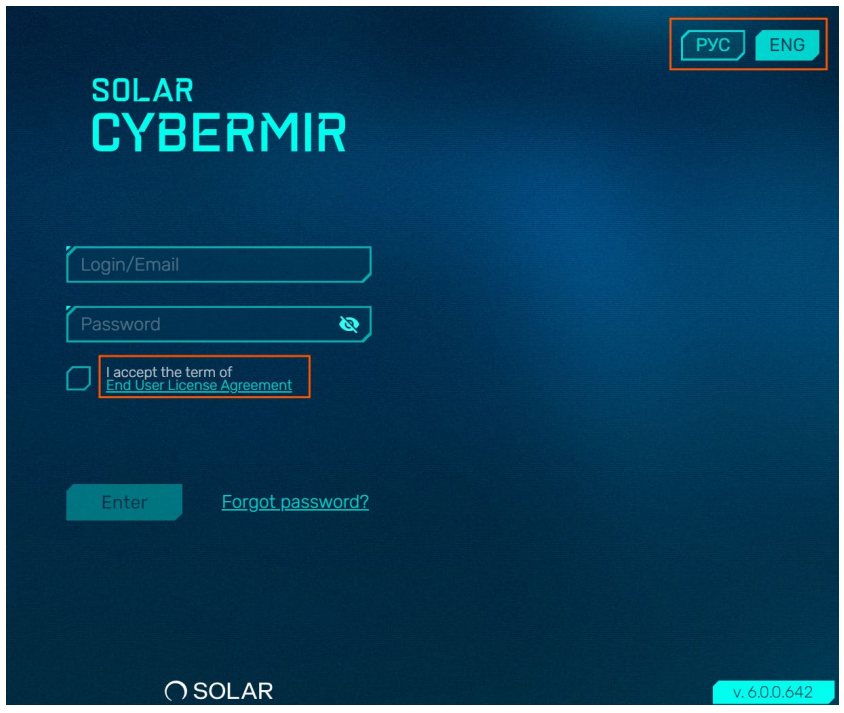 РУС ENG
SOLAR
CYBERMIR
Login/Email
Password
I accept the term of
End User License Agreement
Enter Forgot password?
SOLAR
v. 6.0.0.642